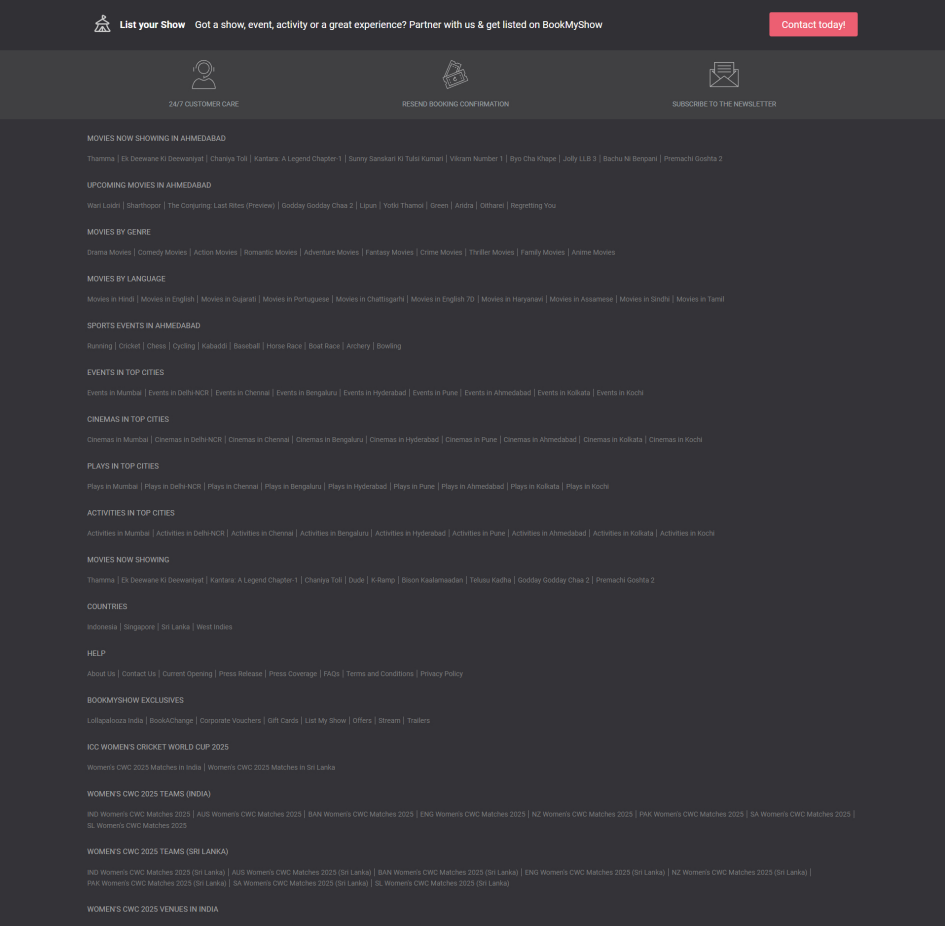 List your Show Got a show, event, activity or a great experience? Partner with us & get listed on BookMyShow Contact today!
24/7 CUSTOMER CARE RESEND BOOKING CONFIRMATION SUBSCRIBE TO THE NEWSLETTER
MOVIES NOW SHOWING IN AHMEDABAD
Thamma | Ek Deewane Ki Deewaniyat | Chaniya Toli | Kantara: A Legend Chapter-1 | Sunny Sanskari Ki Tulsi Kumari | Vikram Number 1 | Byo Cha Khape | Jolly LLB 3 | Bachu Ni Benpani | Premachi Goshta 2
UPCOMING MOVIES IN AHMEDABAD
Wari Loidri | Sharthopor | The Conjuring: Last Rites (Preview) | Godday Godday Chaa 2 | Lipun | Yotki Thamoi | Green | Andra | Oitharei | Regretting You
MOVIES BY GENRE
Drama Movies | Comedy Movies | Action Movies | Romantic Movies | Adventure Movies | Fantasy Movies | Crime Movies | Thriller Movies | Family Movies | Anime Movies
MOVIES BY LANGUAGE
Movies in Hindi | Movies in English | Movies in Gujarati | Movies in Portuguese | Movies in Chattisgarhi | Movies in English 7D | Movies in Haryanavi | Movies in Assamese | Movies in Sindhi | Movies in Tamil
SPORTS EVENTS IN AHMEDABAD
Running | Cricket | Chess | Cycling | Kabaddi | Baseball | Horse Race | Boat Race | Archery | Bowling
EVENTS IN TOP CITIES
Events in Mumbai | Events in Delhi-NCR | Events in Chennai | Events in Bengaluru | Events in Hyderabad | Events in Pune | Events in Ahmedabad | Events in Kolkata | Events in Kochi
CINEMAS IN TOP CITIES
Cinemas in Mumbai | Cinemas in Delhi-NCR | Cinemas in Chennai | Cinemas in Bengaluru | Cinemas in Hyderabad | Cinemas in Pune | Cinemas in Ahmedabad | Cinemas in Kolkata | Cinemas in Kochi
PLAYS IN TOP CITIES
Plays in Mumbai | Plays in Delhi-NCR | Plays in Chennai | Plays in Bengaluru | Plays in Hyderabad | Plays in Pune | Plays in Ahmedabad | Plays in Kolkata | Plays in Kochi
ACTIVITIES IN TOP CITIES
Activities in Mumbai | Activities in Delhi-NCR | Activities in Chennai | Activities in Bengaluru | Activities in Hyderabad | Activities in Pune | Activities in Ahmedabad | Activities in Kolkata | Activities in Kochi
MOVIES NOW SHOWING
Thamma | Ek Deewane Ki Deewaniyat | Kantara: A Legend Chapter-1 | Chaniya Toli | Dude | K-Ramp | Bison Kaalamaadan | Telusu Kadha | Godday Godday Chaa 2 | Premachi Goshta 2
COUNTRIES
Indonesia | Singapore | Sri Lanka | West Indies
HELP
About Us | Contact Us | Current Opening | Press Release | Press Coverage | FAQs | Terms and Conditions | Privacy Policy
BOOKMYSHOW EXCLUSIVES
Lollapalooza India | BookAChange | Corporate Vouchers | Gift Cards | List My Show | Offers | Stream | Trailers
ICC WOMEN'S CRICKET WORLD CUP 2025
Women's CWC 2025 Matches in India | Women's CWC 2025 Matches in Sri Lanka
WOMEN'S CWC 2025 TEAMS (INDIA)
IND Women's CWC Matches 2025 | AUS Women's CWC Matches 2025 | BAN Women's CWC Matches 2025 | ENG Women's CWC Matches 2025 | NZ Women's CWC Matches 2025 | PAK Women's CWC Matches 2025 | SA Women's CWC Matches 2025 |
SL Women's CWC Matches 2025
WOMEN'S CWC 2025 TEAMS (SRI LANKA)
IND Women's CWC Matches 2025 (Sri Lanka) | AUS Women's CWC Matches 2025 (Sri Lanka) | BAN Women's CWC Matches 2025 (Sri Lanka) | ENG Women's CWC Matches 2025 (Sri Lanka) | NZ Women's CWC Matches 2025 (Sri Lanka) |
PAK Women's CWC Matches 2025 (Sri Lanka) | SA Women's CWC Matches 2025 (Sri Lanka) | SL Women's CWC Matches 2025 (Sri Lanka)
WOMEN'S CWC 2025 VENUES IN INDIA